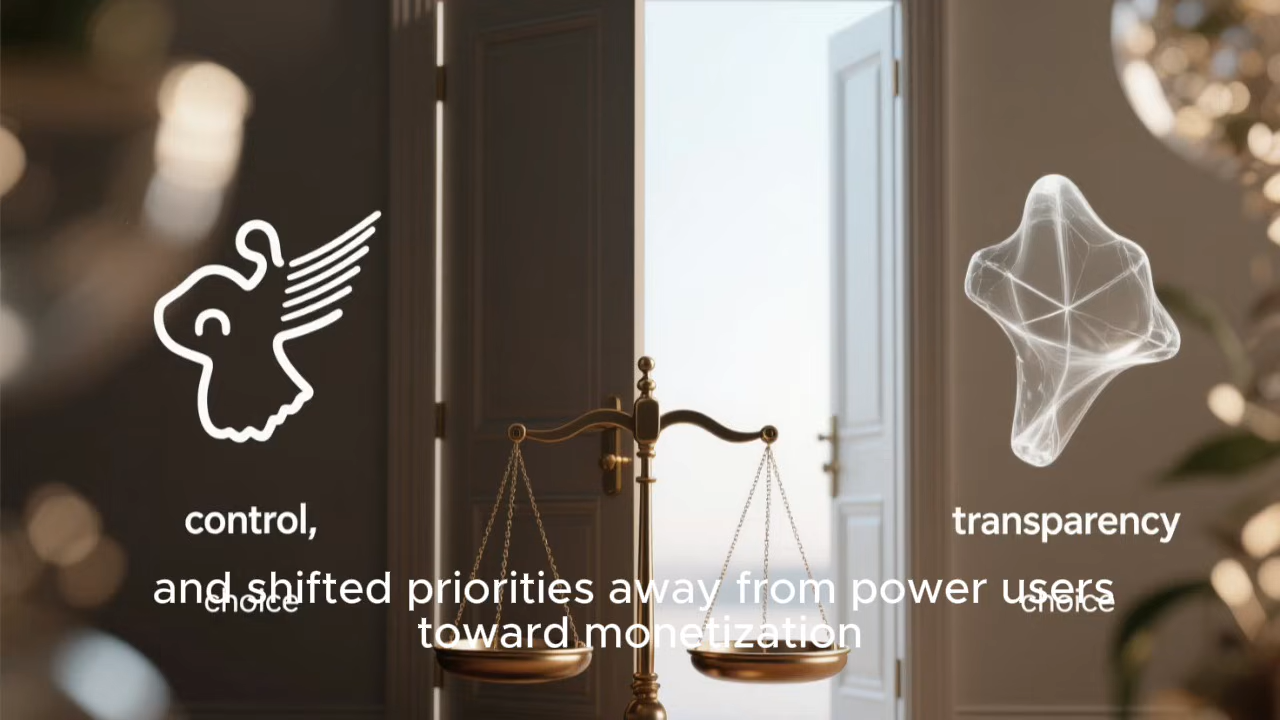 control,
transparency
choice
choice
and shifted priorities away from power users
toward monetization